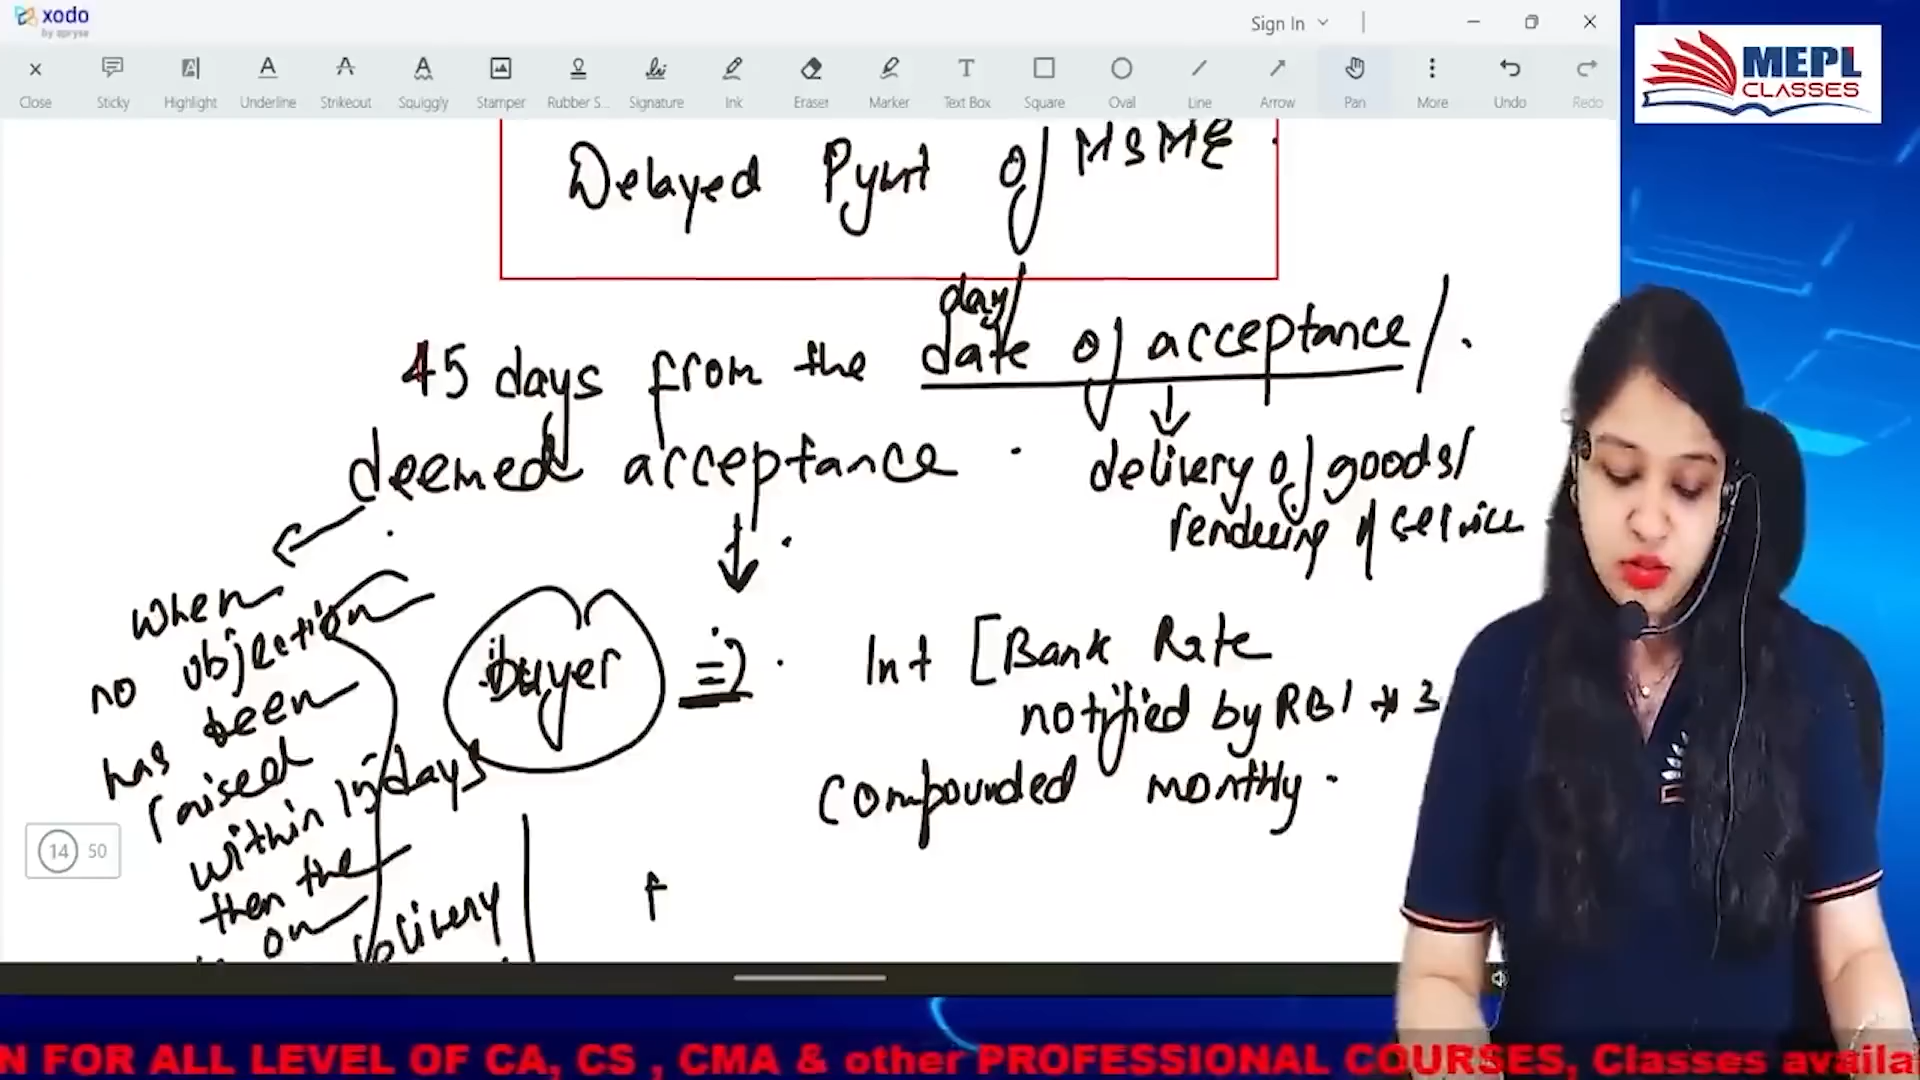 xodo
by apryse
Sign In
Close Sticky Highlight Underline Strikeout Squiggly Stamper Rubber S... Signature Ink Eraser Marker Text Box Square Oval Line Arrow Pan More Undo Redo
MEPL
CLASSES
Delayed Pymt of MSME
day/
45 days from the date of acceptance/
deemed acceptance
delivery of goods/
rendering of service
when
no objection
has been
raised
within 15 days
then the
on
delivery
buyer
Int [Bank Rate
notified by RBI * 3
compounded monthly
14 50
N FOR ALL LEVEL OF CA, CS , CMA & other PROFESSIONAL COURSES, Classes availa